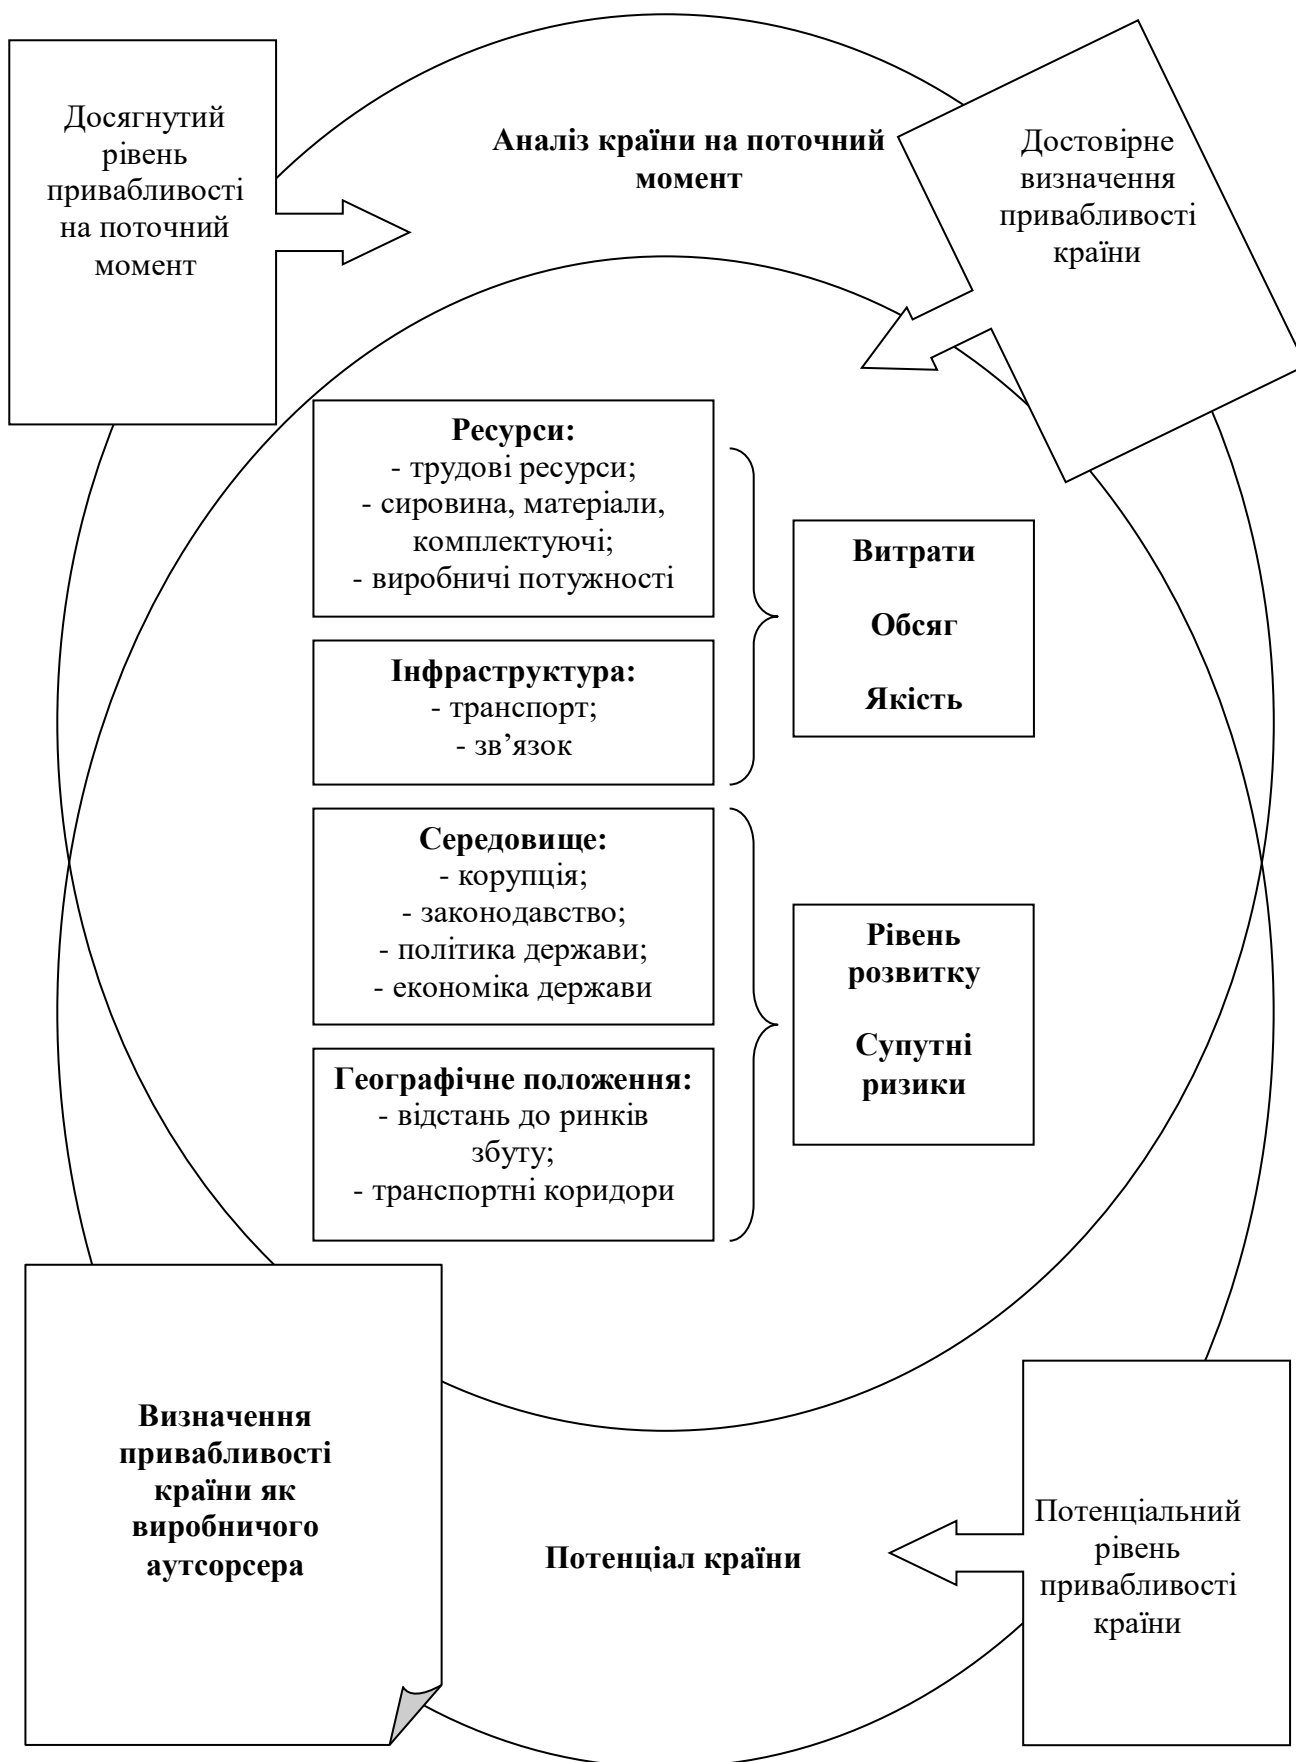 Досягнутий
рівень
привабливості
на поточний
момент
Аналіз країни на поточний
момент
Достовірне
визначення
привабливості
країни
Ресурси:
- трудові ресурси;
- сировина, матеріали,
комплектуючі;
- виробничі потужності
Інфраструктура:
- транспорт;
- зв’язок
Витрати
Обсяг
Якість
Середовище:
- корупція;
- законодавство;
- політика держави;
- економіка держави
Географічне положення:
- відстань до ринків
збуту;
- транспортні коридори
Рівень
розвитку
Супутні
ризики
Визначення
привабливості
країни як
виробничого
аутсорсера
Потенціал країни
Потенціальний
рівень
привабливості
країни